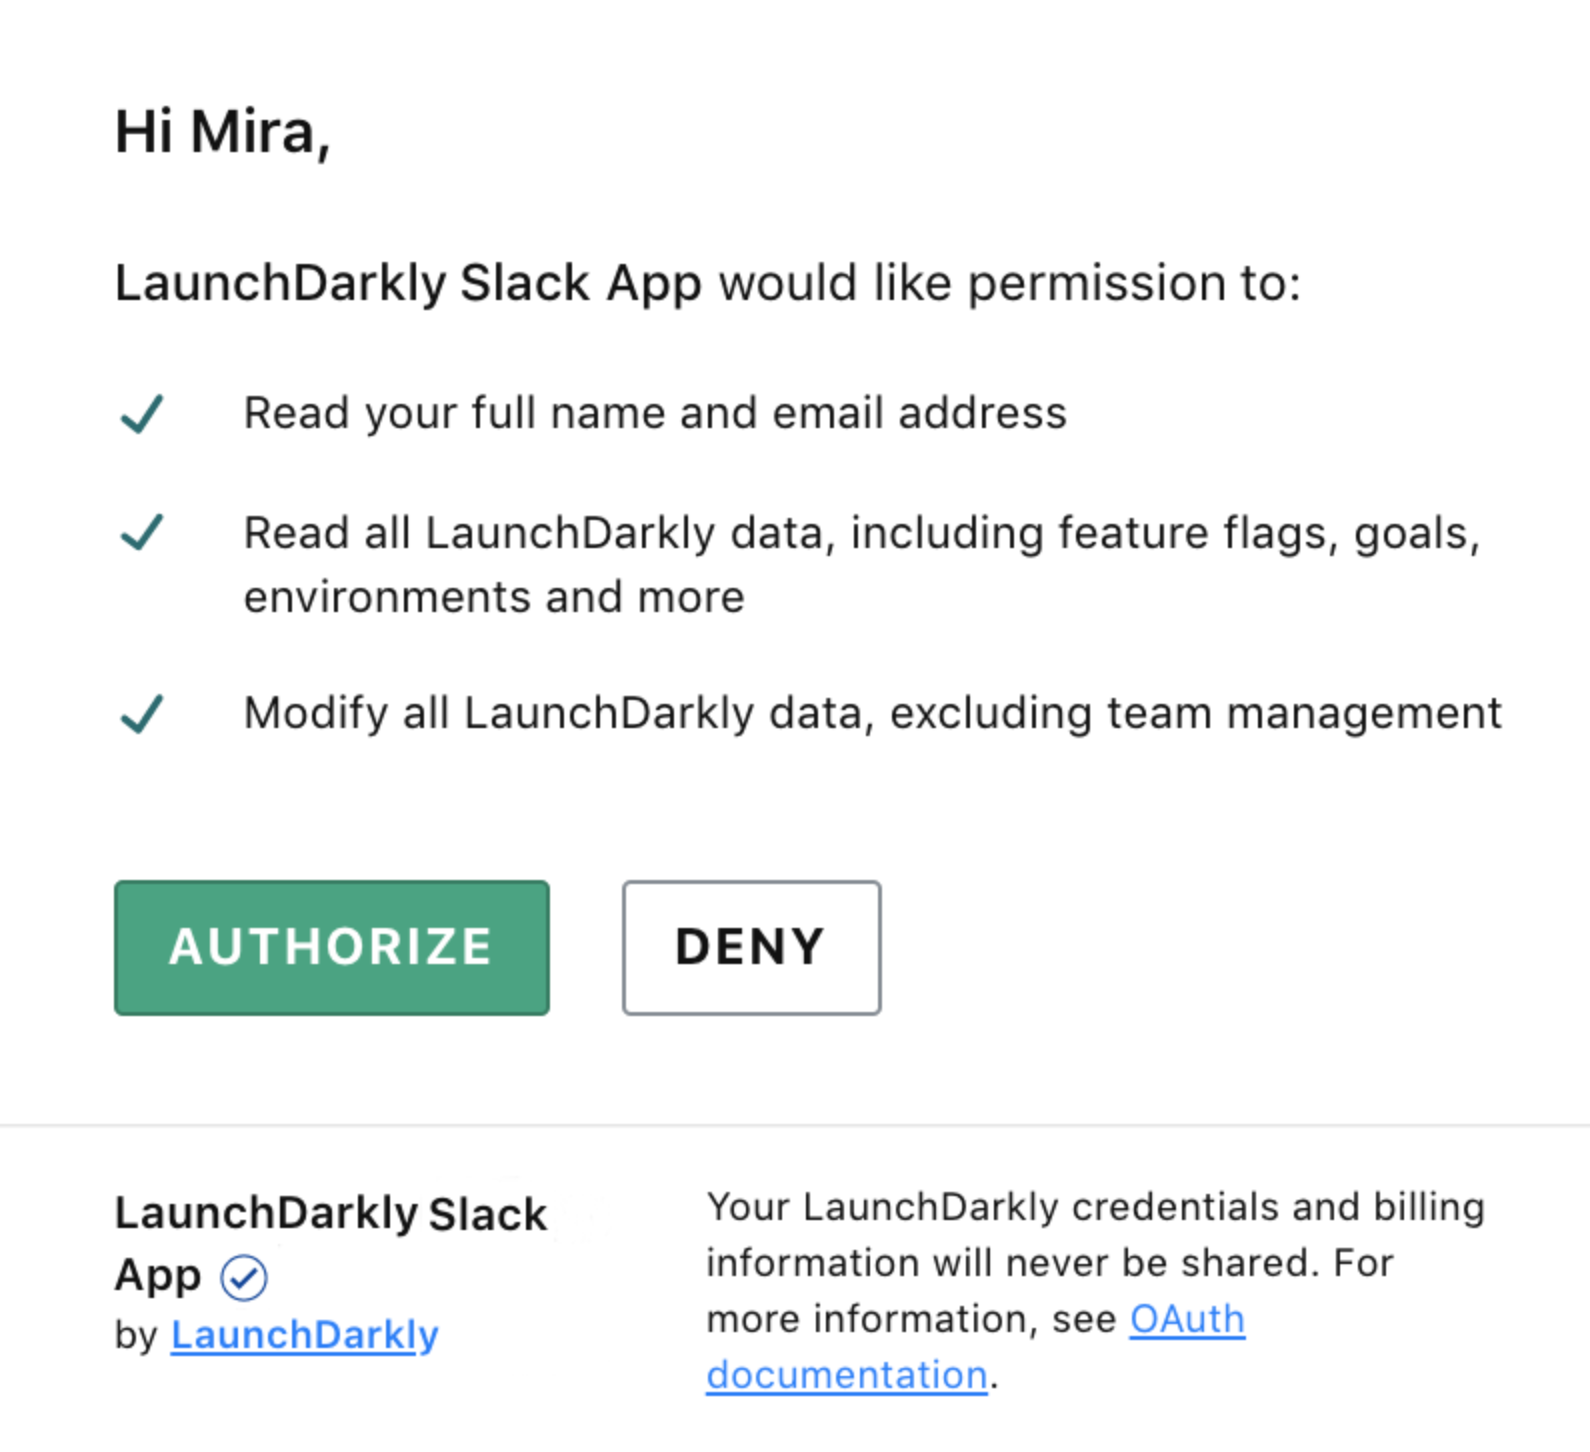 Hi Mira,
LaunchDarkly Slack App would like permission to:
Read your full name and email address
Read all LaunchDarkly data, including feature flags, goals,
environments and more
Modify all LaunchDarkly data, excluding team management
AUTHORIZE
DENY
LaunchDarkly Slack
App
by LaunchDarkly
Your LaunchDarkly credentials and billing
information will never be shared. For
more information, see OAuth
documentation.